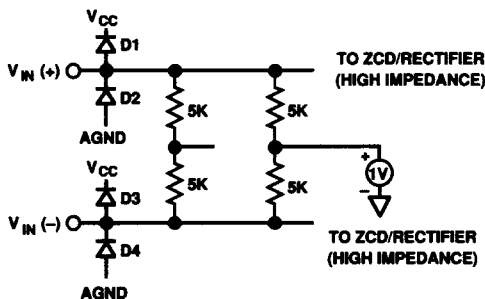 VCC
D1
VIN (+)
TO ZCD/RECTIFIER
(HIGH IMPEDANCE)
D2
5K
5K
AGND
+
1V
−
VCC
D3
5K
5K
VIN (−)
D4
TO ZCD/RECTIFIER
(HIGH IMPEDANCE)
AGND